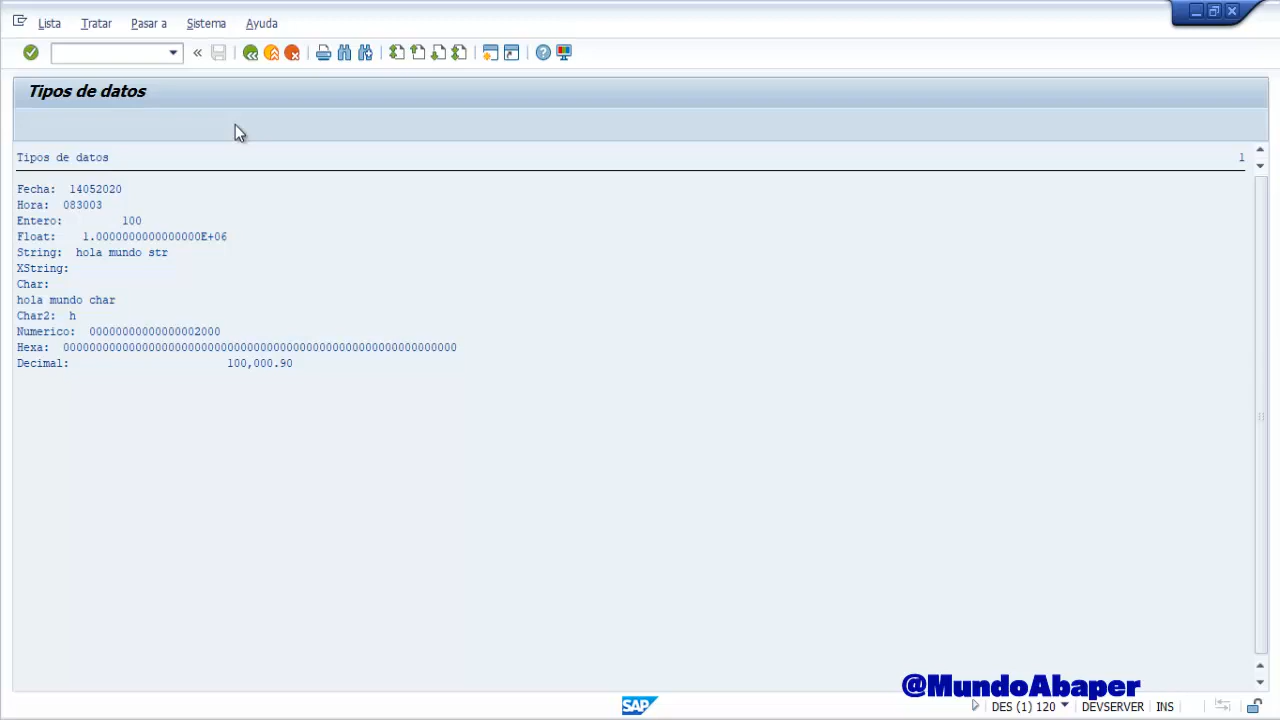 Lista Tratar Pasar a Sistema Ayuda
Tipos de datos
Tipos de datos 1
Fecha: 14052020
Hora: 083003
Entero: 100
Float: 1.0000000000000000E+06
String: hola mundo str
XString:
Char:
hola mundo char
Char2: h
Numerico: 00000000000000002000
Hexa: 000000000000000000000000000000000000000000000000000000000000
Decimal: 100,000.90
@MundoAbaper
SAP DES (1) 120 DEVSERVER INS